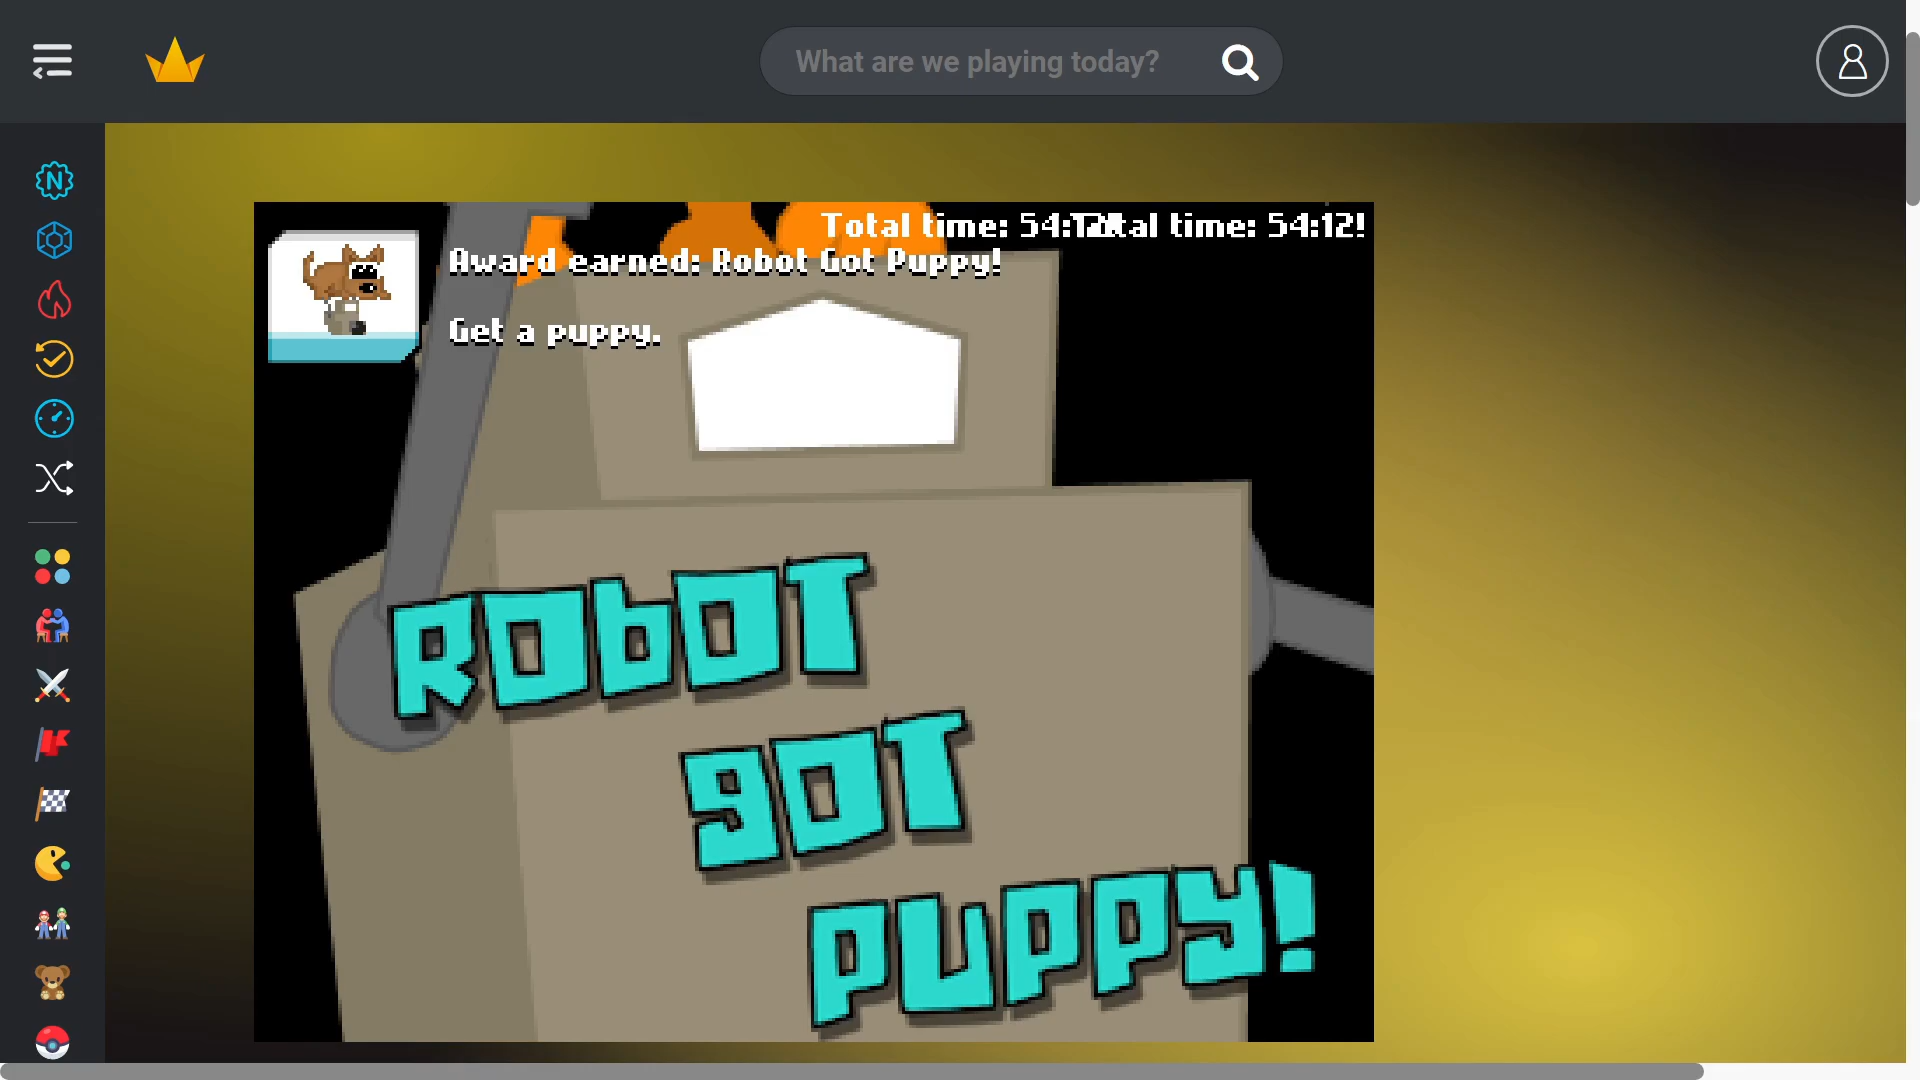 What are we playing today?
N
Total time: 54:12!
Total time: 54:12!
Award earned: Robot Got Puppy!
Get a puppy.
ROBOT
GOT
PUPPY!